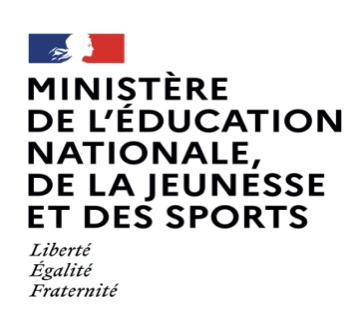 MINISTÈRE
DE L'ÉDUCATION
NATIONALE,
DE LA JEUNESSE
ET DES SPORTS
Liberté
Égalité
Fraternité